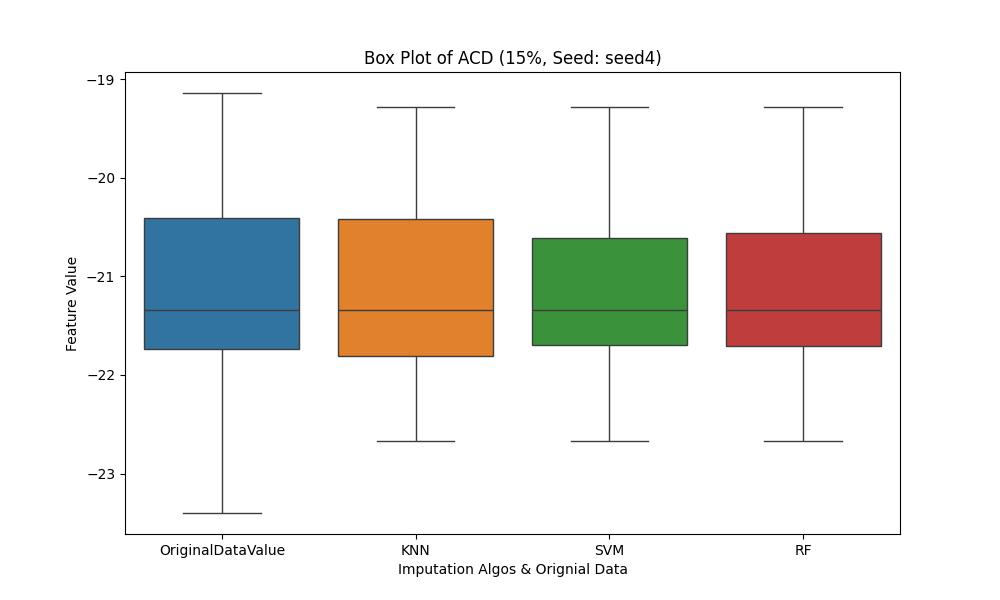 Box Plot of ACD (15%, Seed: seed4)
−19
−20
−21
−22
−23
Feature Value
OriginalDataValue KNN SVM RF
Imputation Algos & Orignial Data